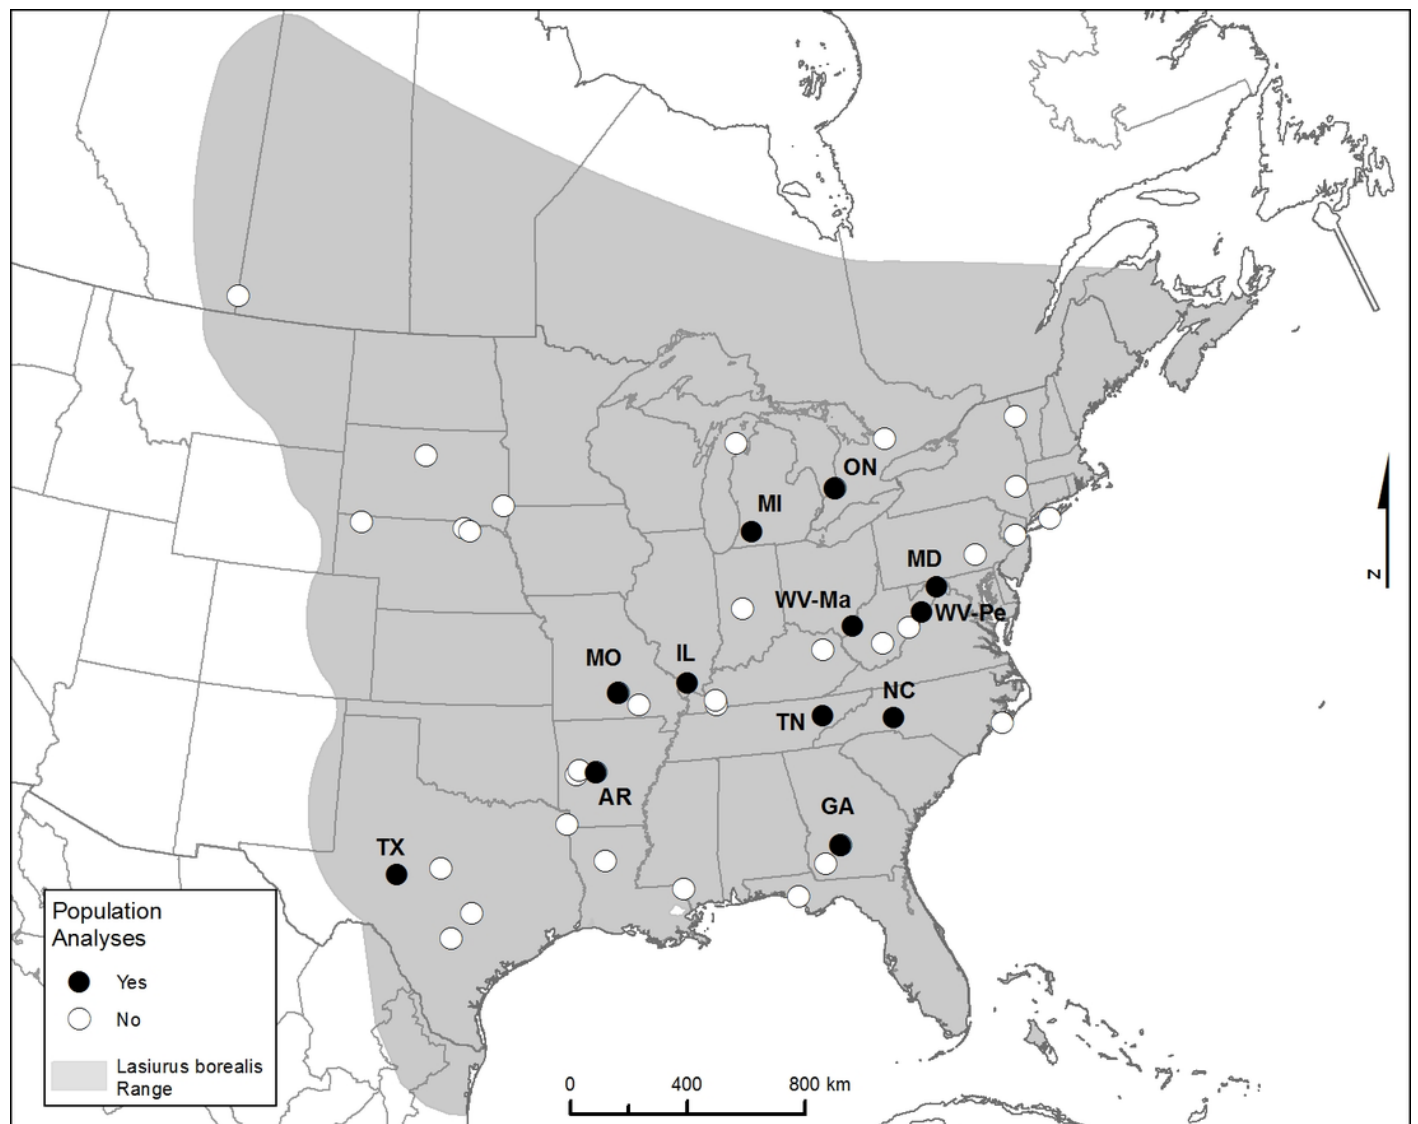 ON
MI
MD
WV-Ma
WV-Pe
MO
IL
NC
TN
AR
GA
TX
N
Population
Analyses
Yes
No
Lasiurus borealis
Range
0 400 800 km